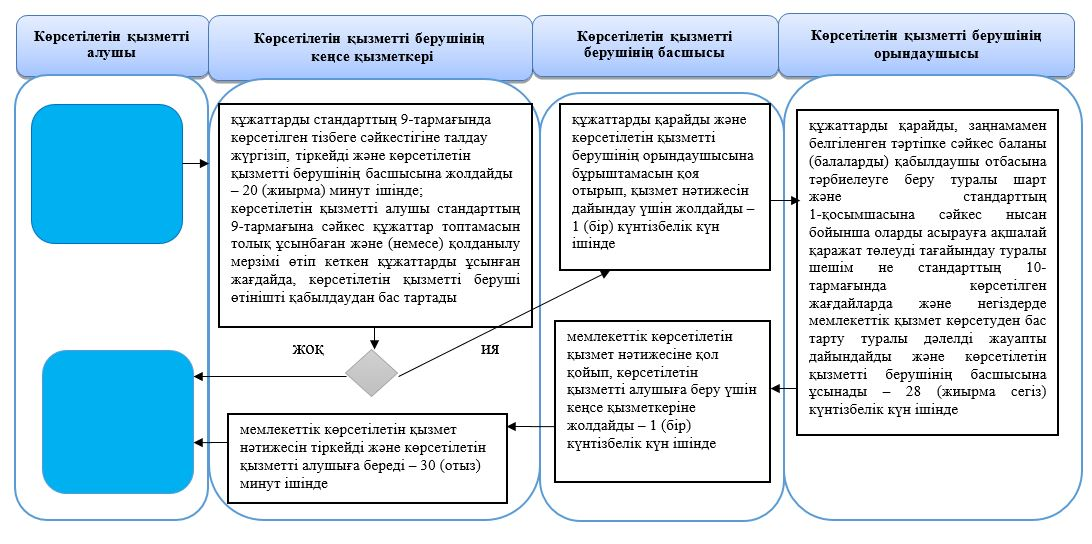 Көрсетілетін қызметті
алушы
Көрсетілетін қызметті берушінің
кеңсе қызметкері
Көрсетілетін қызметті
берушінің басшысы
Көрсетілетін қызметті берушінің
орындаушысы
құжаттарды стандарттың 9-тармағында
көрсетілген тізбеге сәйкестігіне талдау
жүргізіп, тіркейді және көрсетілетін
қызметті берушінің басшысына жолдайды
– 20 (жиырма) минут ішінде;
көрсетілетін қызметті алушы стандарттың
9-тармағына сәйкес құжаттар топтамасын
толық ұсынбаған және (немесе) қолданылу
мерзімі өтіп кеткен құжаттарды ұсынған
жағдайда, көрсетілетін қызметті беруші
өтінішті қабылдаудан бас тартады
құжаттарды қарайды және
көрсетілетін қызметті
берушінің орындаушысына
бұрыштамасын қоя
отырып, қызмет нәтижесін
дайындау үшін жолдайды –
1 (бір) күнтізбелік күн
ішінде
құжаттарды қарайды, заңнамамен
белгіленген тәртіпке сәйкес баланы
(балаларды) қабылдаушы отбасына
тәрбиелеуге беру туралы шарт
және стандарттың
1-қосымшасына сәйкес нысан
бойынша оларды асырауға ақшалай
қаражат төлеуді тағайындау туралы
шешім не стандарттың 10-
тармағында көрсетілген
жағдайларда және негіздерде
мемлекеттік қызмет көрсетуден бас
тарту туралы дәлелді жауапты
дайындайды және көрсетілетін
қызметті берушінің басшысына
ұсынады – 28 (жиырма сегіз)
күнтізбелік күн ішінде
жоқ
ия
мемлекеттік көрсетілетін
қызмет нәтижесіне қол
қойып, көрсетілетін
қызметті алушыға беру үшін
кеңсе қызметкеріне
жолдайды – 1 (бір)
күнтізбелік күн ішінде
мемлекеттік көрсетілетін қызмет
нәтижесін тіркейді және көрсетілетін
қызметті алушыға береді – 30 (отыз)
минут ішінде